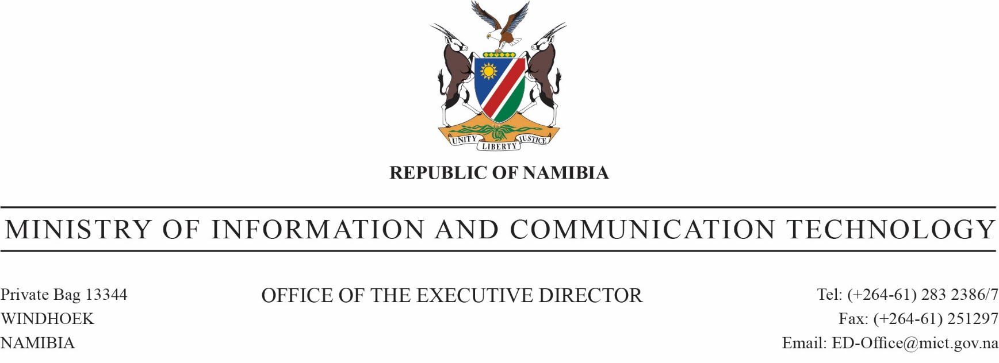 UNITY
LIBERTY
JUSTICE
REPUBLIC OF NAMIBIA
MINISTRY OF INFORMATION AND COMMUNICATION TECHNOLOGY
Private Bag 13344
WINDHOEK
NAMIBIA
OFFICE OF THE EXECUTIVE DIRECTOR
Tel: (+264-61) 283 2386/7
Fax: (+264-61) 251297
Email: ED-Office@mict.gov.na